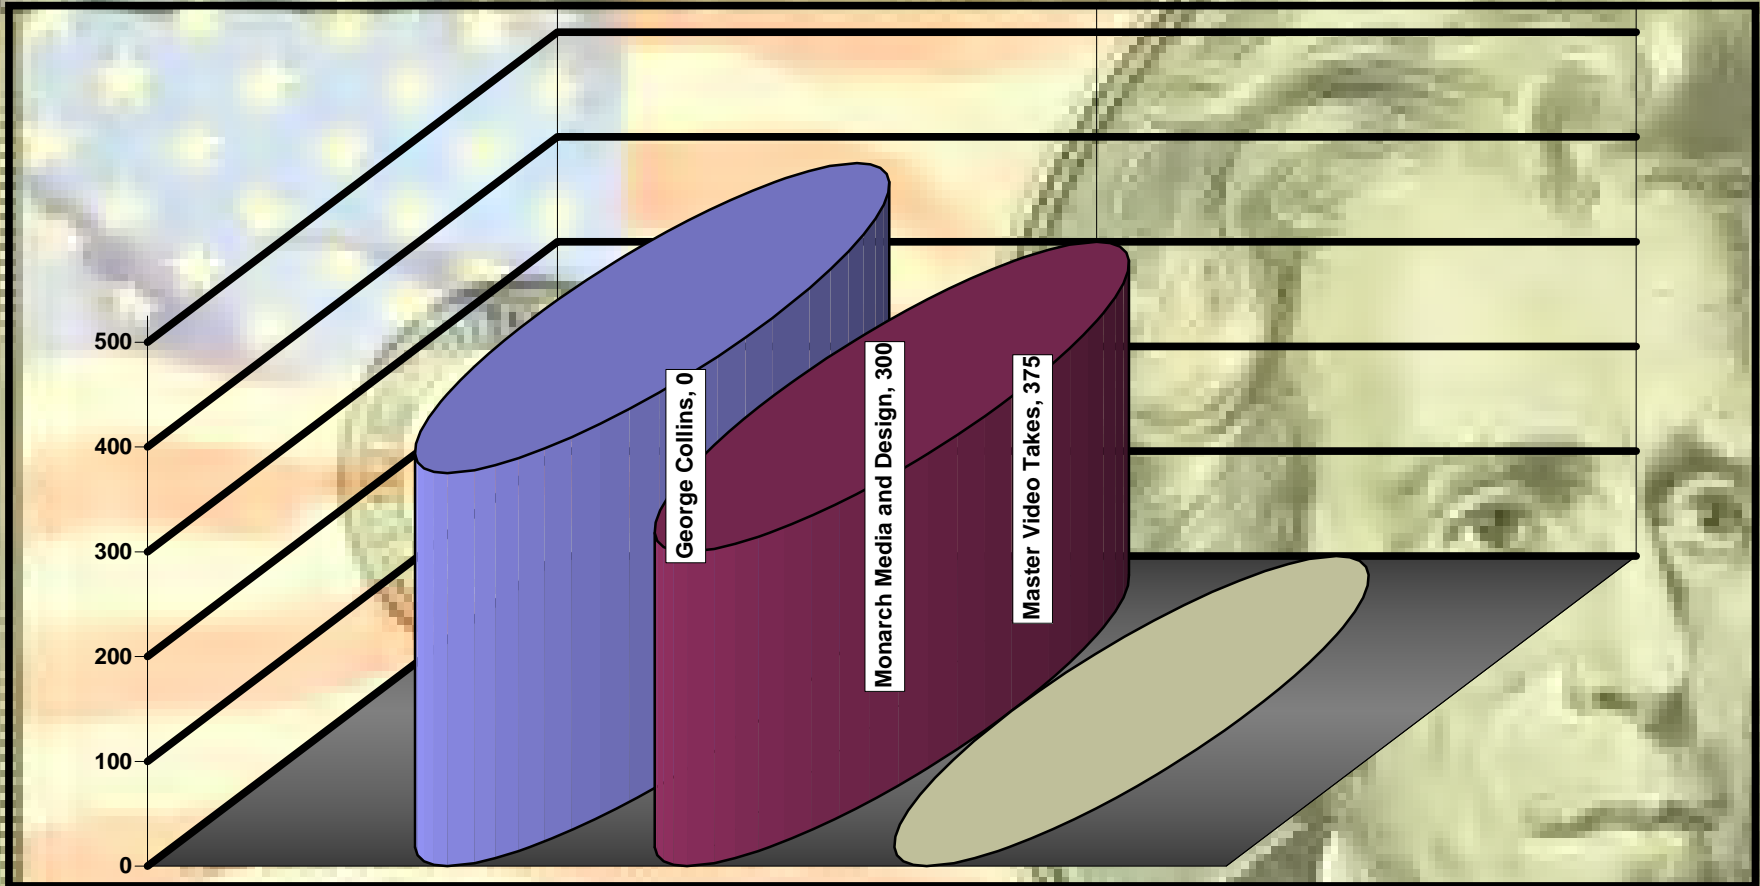 500
400
300
200
100
0
George Collins, 0
Monarch Media and Design, 300
Master Video Takes, 375